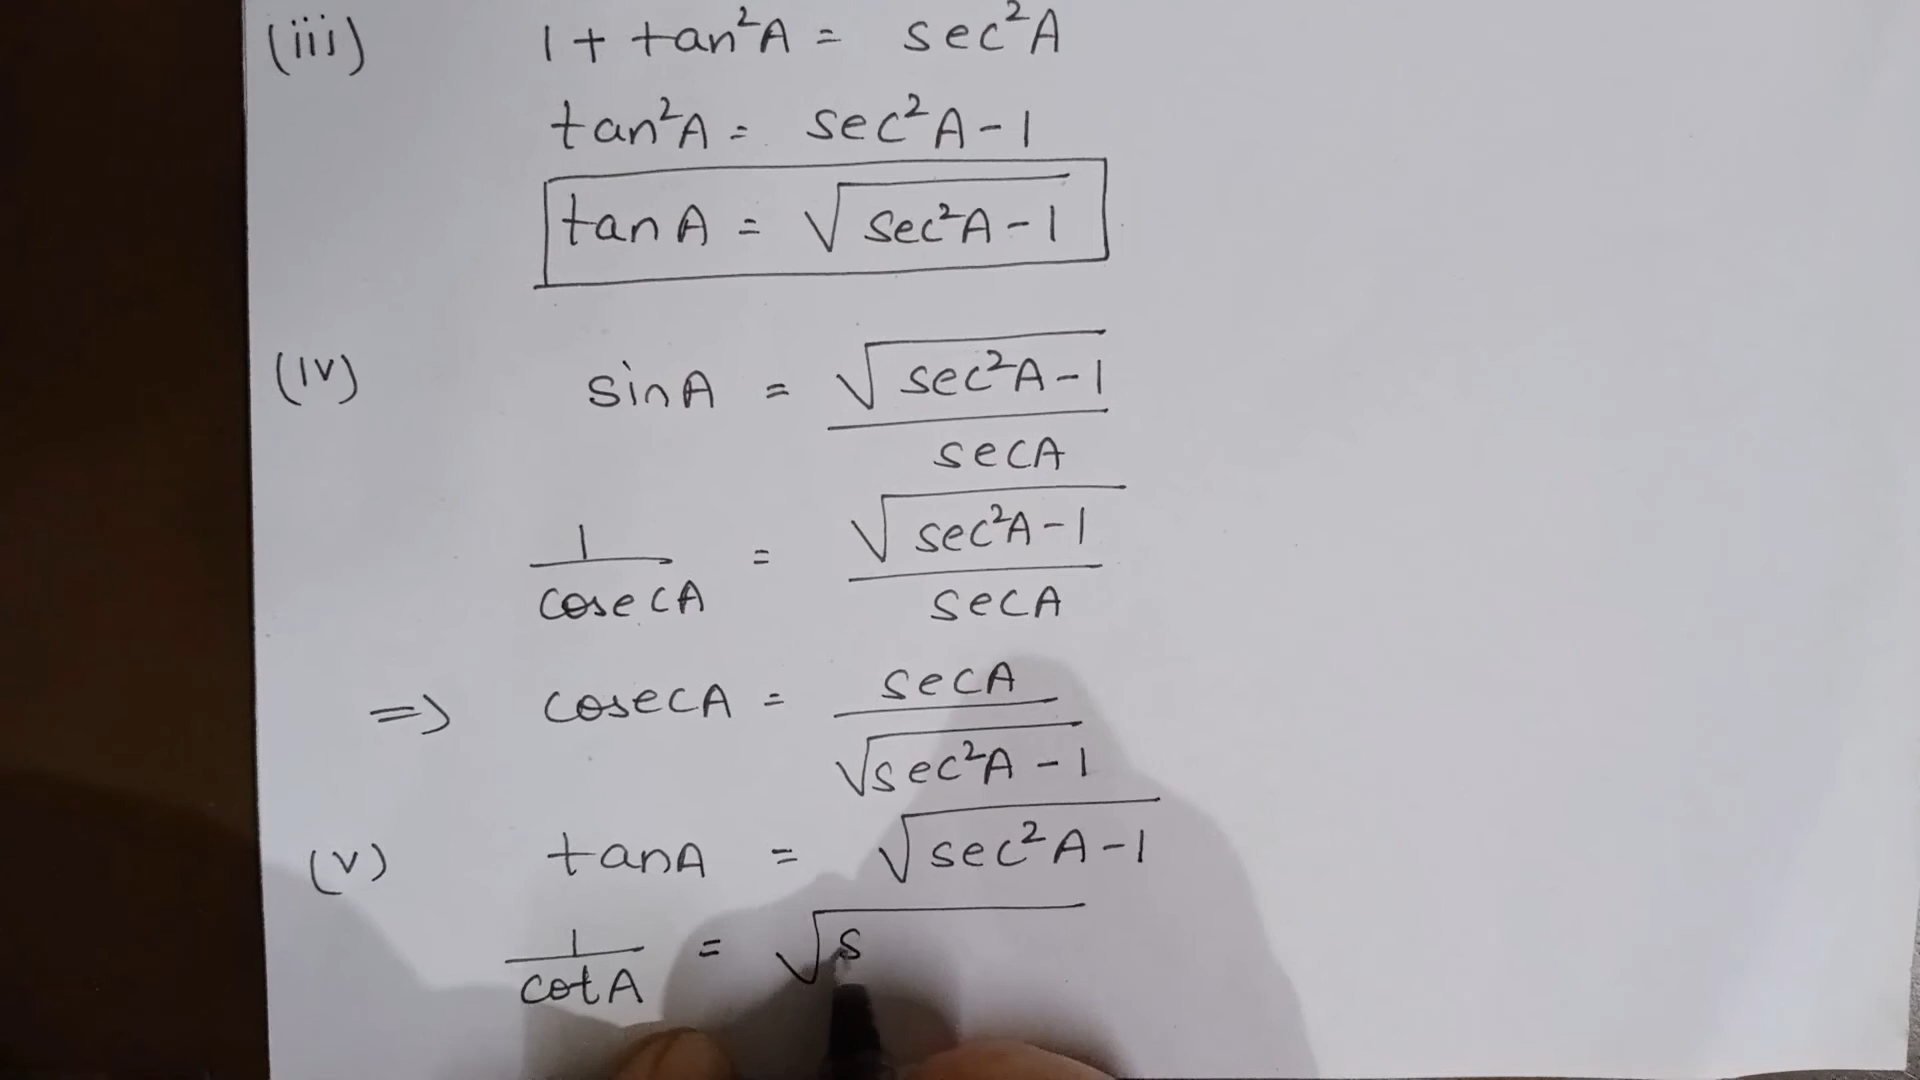 (iii) 1 + tan²A = sec²A
tan²A = sec²A - 1
tan A = √sec²A - 1
(iv) sinA = √sec²A - 1
secA
1 = √sec²A - 1
cosecA secA
=> cosecA = secA
√sec²A - 1
(v) tanA = √sec²A - 1
1 = √s
cotA